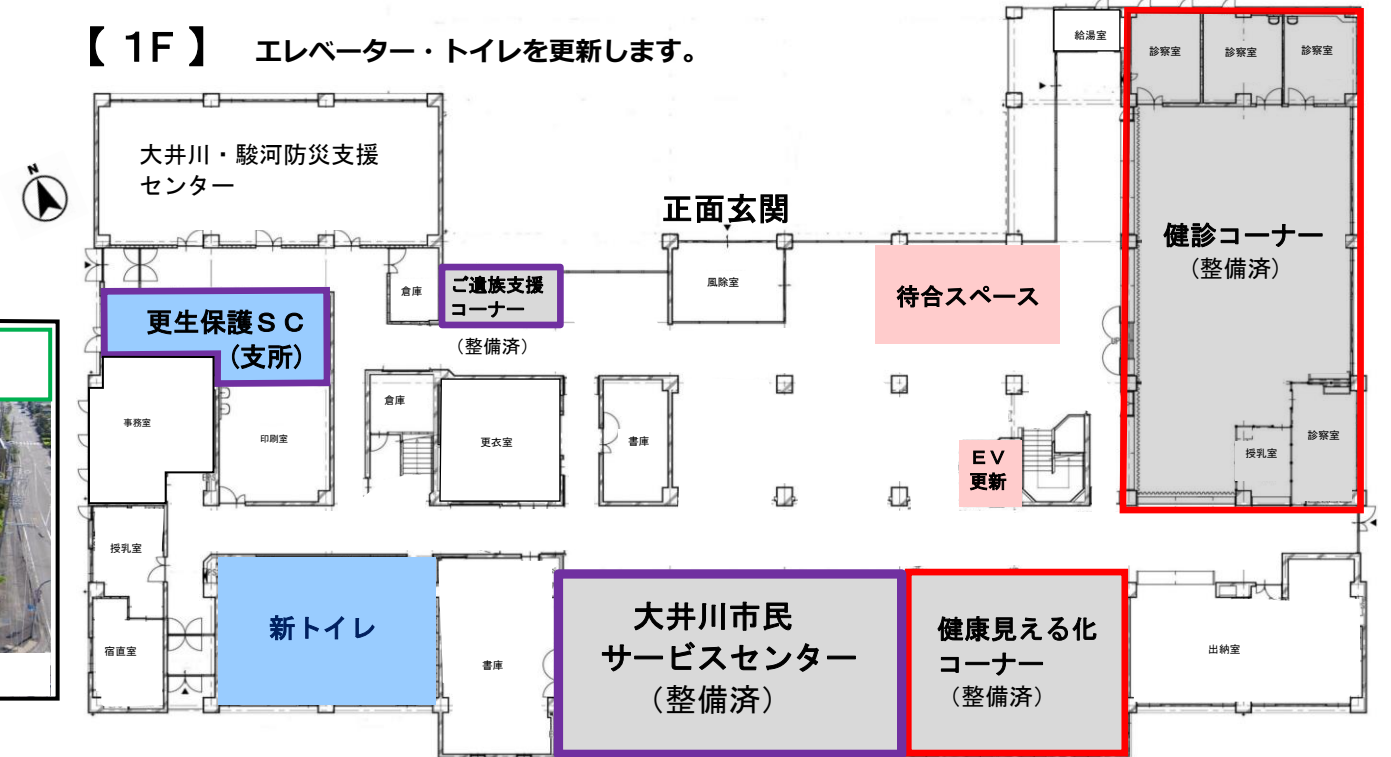 【 1F 】 エレベーター・トイレを更新します。
給湯室
診察室
診察室
診察室
大井川・駿河防災支援
センター
N
正面玄関
健診コーナー
(整備済)
倉庫
ご遺族支援
コーナー
(整備済)
風除室
待合スペース
更生保護SC
(支所)
事務室
印刷室
倉庫
更衣室
書庫
EV
更新
授乳室
診察室
授乳室
宿直室
新トイレ
書庫
大井川市民
サービスセンター
(整備済)
健康見える化
コーナー
(整備済)
出納室